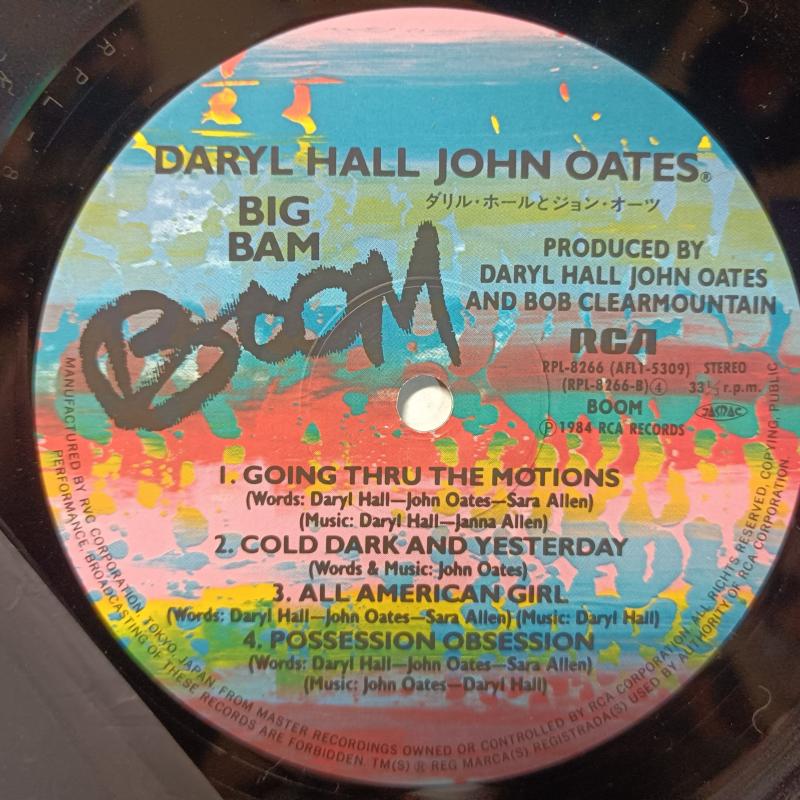 DARYL HALL JOHN OATES®
ダリル・ホールとジョン・オーツ
BIG
BAM
BOOM
PRODUCED BY
DARYL HALL JOHN OATES
AND BOB CLEARMOUNTAIN
RCA
RPL-8266 (AFL1-5309) STEREO
(RPL-8266-B)④ 33⅓ r.p.m.
BOOM
JASRAC
Ⓟ1984 RCA RECORDS
1. GOING THRU THE MOTIONS
(Words: Daryl Hall—John Oates—Sara Allen)
(Music: Daryl Hall—Janna Allen)
2. COLD DARK AND YESTERDAY
(Words & Music: John Oates)
3. ALL AMERICAN GIRL
(Words: Daryl Hall—John Oates—Sara Allen) (Music: Daryl Hall)
4. POSSESSION OBSESSION
(Words: Daryl Hall—John Oates—Sara Allen)
(Music: John Oates—Daryl Hall)
MANUFACTURED BY RVC CORPORATION, TOKYO, JAPAN FROM MASTER RECORDINGS OWNED OR CONTROLLED BY RCA CORPORATION. ALL RIGHTS RESERVED, COPYING, PUBLIC
PERFORMANCE, BROADCASTING OF THESE RECORDS ARE FORBIDDEN. TM(S) ® REG MARCA(S) REGISTRADA(S) USED BY AUTHORITY OF RCA CORPORATION.